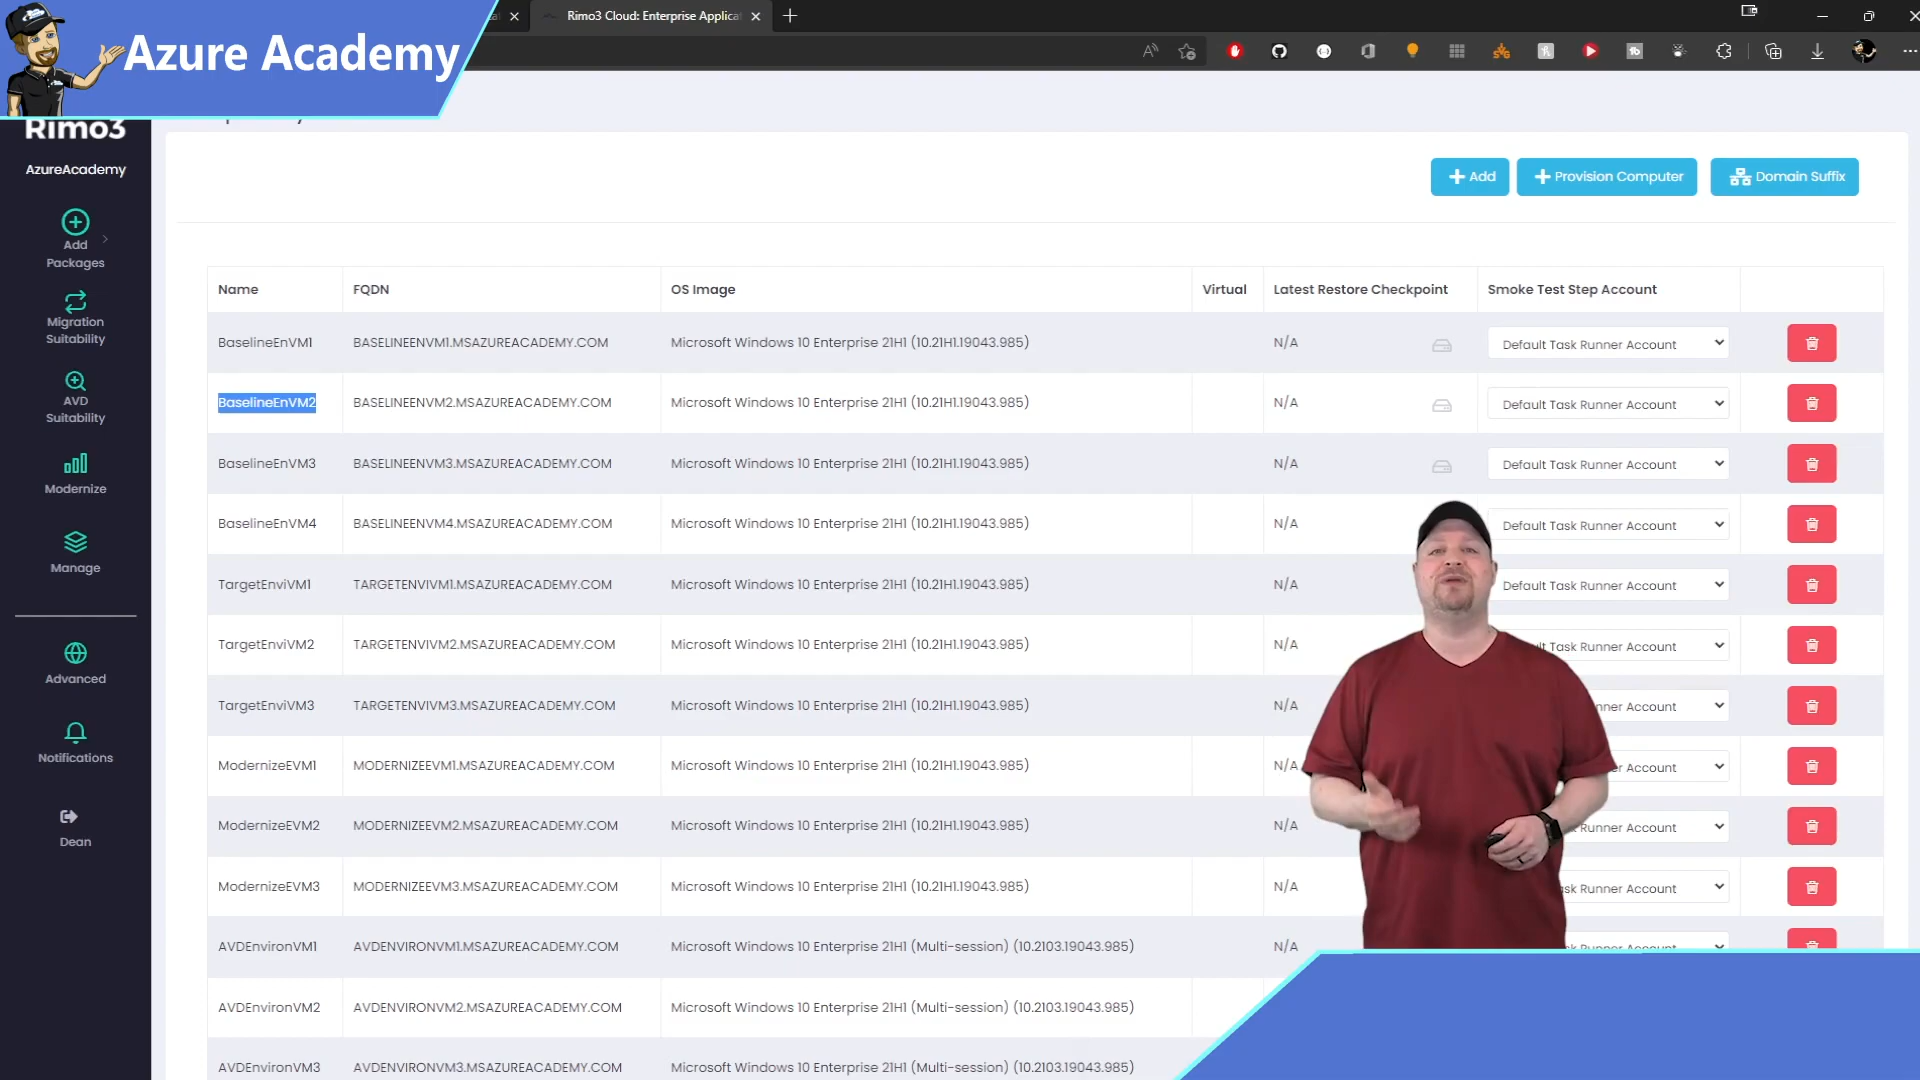 Rimo3 Cloud: Enterprise Applica
Azure Academy
Rimo3
AzureAcademy
Add
Packages
Migration
Suitability
AVD
Suitability
Modernize
Manage
Advanced
Notifications
Dean
Add
Provision Computer
Domain Suffix
Name FQDN OS Image Virtual Latest Restore Checkpoint Smoke Test Step Account
BaselineEnVM1 BASELINEENVM1.MSAZUREACADEMY.COM Microsoft Windows 10 Enterprise 21H1 (10.21H1.19043.985) N/A Default Task Runner Account
BaselineEnVM2 BASELINEENVM2.MSAZUREACADEMY.COM Microsoft Windows 10 Enterprise 21H1 (10.21H1.19043.985) N/A Default Task Runner Account
BaselineEnVM3 BASELINEENVM3.MSAZUREACADEMY.COM Microsoft Windows 10 Enterprise 21H1 (10.21H1.19043.985) N/A Default Task Runner Account
BaselineEnVM4 BASELINEENVM4.MSAZUREACADEMY.COM Microsoft Windows 10 Enterprise 21H1 (10.21H1.19043.985) N/A Default Task Runner Account
TargetEnviVM1 TARGETENVIVM1.MSAZUREACADEMY.COM Microsoft Windows 10 Enterprise 21H1 (10.21H1.19043.985) N/A Default Task Runner Account
TargetEnviVM2 TARGETENVIVM2.MSAZUREACADEMY.COM Microsoft Windows 10 Enterprise 21H1 (10.21H1.19043.985) N/A Task Runner Account
TargetEnviVM3 TARGETENVIVM3.MSAZUREACADEMY.COM Microsoft Windows 10 Enterprise 21H1 (10.21H1.19043.985) N/A nner Account
ModernizeEVM1 MODERNIZEEVM1.MSAZUREACADEMY.COM Microsoft Windows 10 Enterprise 21H1 (10.21H1.19043.985) N/A er Account
ModernizeEVM2 MODERNIZEEVM2.MSAZUREACADEMY.COM Microsoft Windows 10 Enterprise 21H1 (10.21H1.19043.985) N/A Runner Account
ModernizeEVM3 MODERNIZEEVM3.MSAZUREACADEMY.COM Microsoft Windows 10 Enterprise 21H1 (10.21H1.19043.985) N/A sk Runner Account
AVDEnvironVM1 AVDENVIRONVM1.MSAZUREACADEMY.COM Microsoft Windows 10 Enterprise 21H1 (Multi-session) (10.2103.19043.985) N/A
AVDEnvironVM2 AVDENVIRONVM2.MSAZUREACADEMY.COM Microsoft Windows 10 Enterprise 21H1 (Multi-session) (10.2103.19043.985)
AVDEnvironVM3 AVDENVIRONVM3.MSAZUREACADEMY.COM Microsoft Windows 10 Enterprise 21H1 (Multi-session) (10.2103.19043.985)